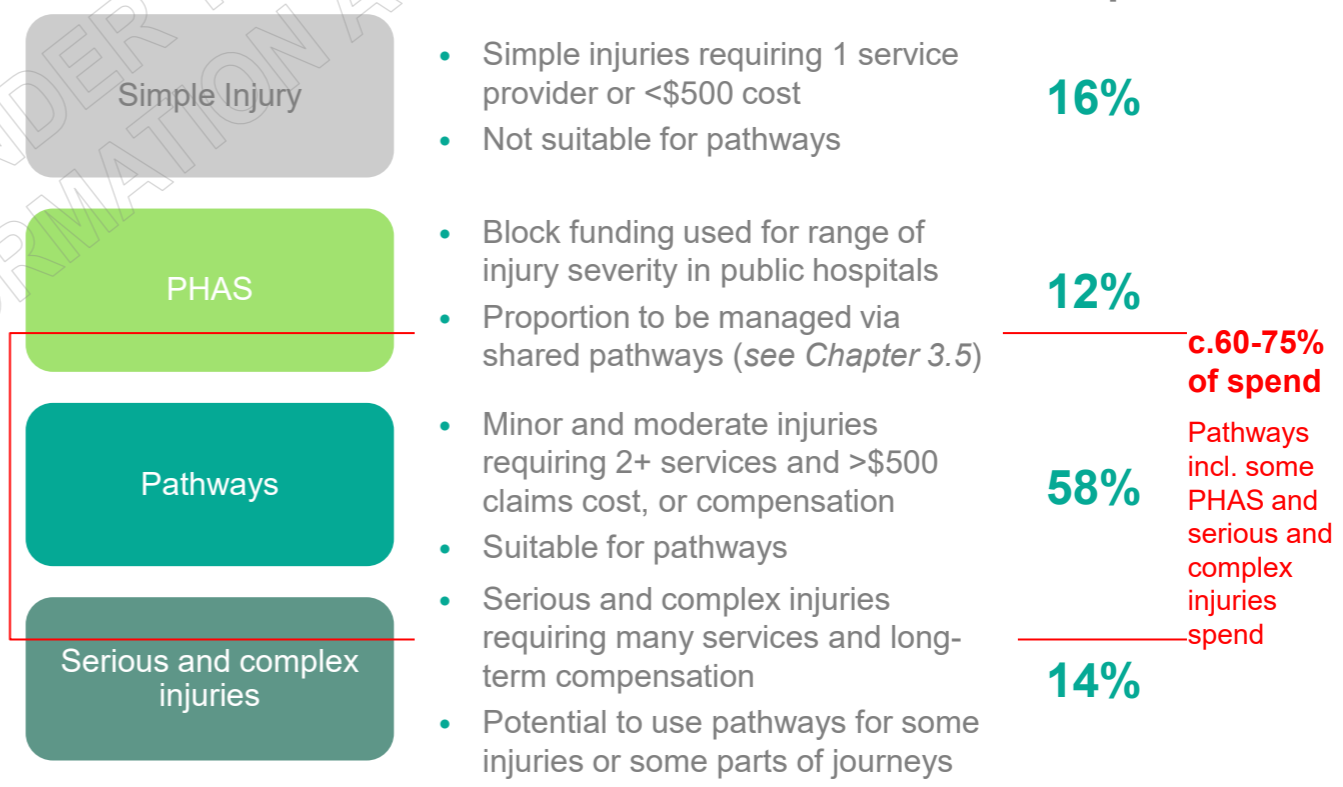 Simple Injury
• Simple injuries requiring 1 service
provider or <$500 cost
• Not suitable for pathways
16%
PHAS
• Block funding used for range of
injury severity in public hospitals
• Proportion to be managed via
shared pathways (see Chapter 3.5)
12%
Pathways
• Minor and moderate injuries
requiring 2+ services and >$500
claims cost, or compensation
• Suitable for pathways
58%
Serious and complex
injuries
• Serious and complex injuries
requiring many services and long-
term compensation
• Potential to use pathways for some
injuries or some parts of journeys
14%
c.60-75%
of spend
Pathways
incl. some
PHAS and
serious and
complex
injuries
spend